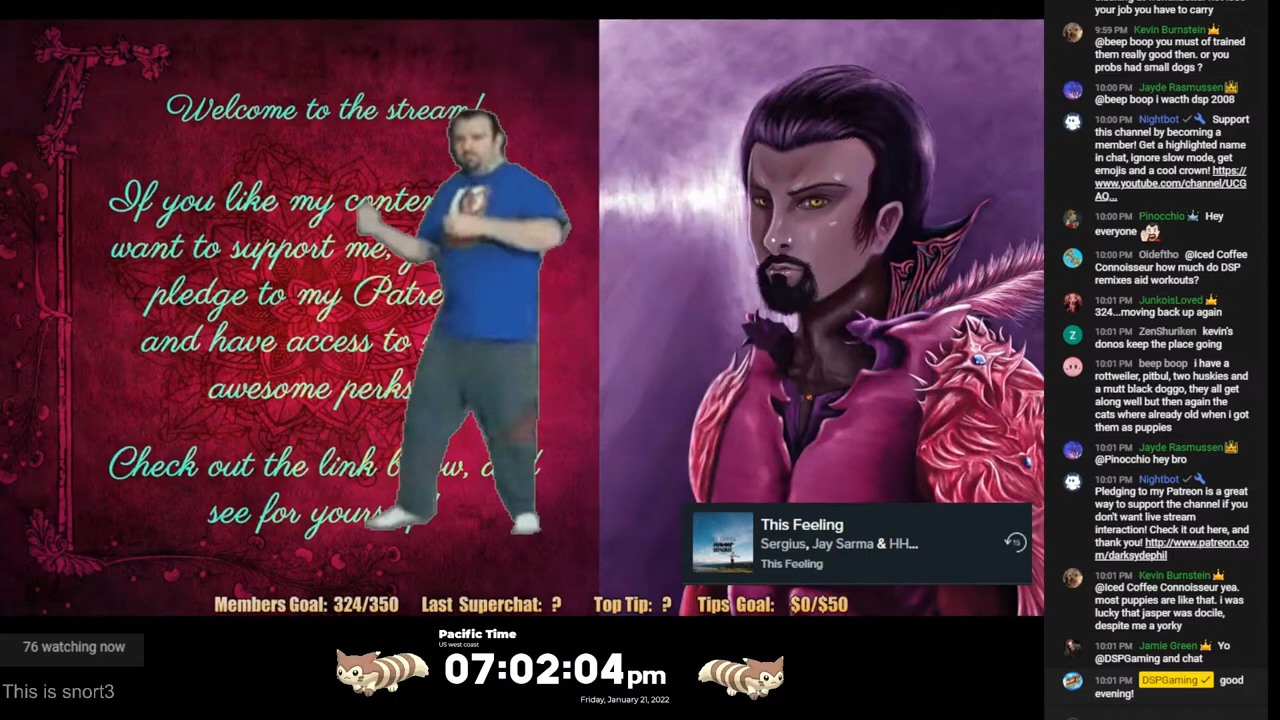 Welcome to the stream!
If you like my conten
want to support me,
pledge to my Patre
and have access to
awesome perks
Check out the link b w, a d
see for yours
This Feeling
Sergius, Jay Sarma & HH...
This Feeling
15
Members Goal: 324/350 Last Superchat: ? Top Tip: ? Tips Goal: $0/$50
76 watching now
This is snort3
Pacific Time
US west coast
07:02:04pm
Friday, January 21, 2022
your job you have to carry
9:59 PM Kevin Burnstein
@beep boop you must of trained
them really good then. or you
probs had small dogs ?
10:00 PM Jayde Rasmussen
@beep boop i wacth dsp 2008
10:00 PM Nightbot Support
this channel by becoming a
member! Get a highlighted name
in chat, ignore slow mode, get
emojis and a cool crown! https://
www.youtube.com/channel/UCG
AQ...
10:00 PM Pinocchio Hey
everyone
10:00 PM Oideftho @Iced Coffee
Connoisseur how much do DSP
remixes aid workouts?
10:01 PM JunkoisLoved
324...moving back up again
Z
10:01 PM ZenShuriken kevin's
donos keep the place going
10:01 PM beep boop i have a
rottweiler, pitbul, two huskies and
a mutt black doggo, they all get
along well but then again the
cats where already old when i got
them as puppies
10:01 PM Jayde Rasmussen
@Pinocchio hey bro
10:01 PM Nightbot
Pledging to my Patreon is a great
way to support the channel if you
don't want live stream
interaction! Check it out here, and
thank you! http://www.patreon.co
m/darksydephil
10:01 PM Kevin Burnstein
@Iced Coffee Connoisseur yea.
most puppies are like that. i was
lucky that jasper was docile,
despite me a yorky
10:01 PM Jamie Green Yo
@DSPGaming and chat
10:01 PM DSPGaming good
evening!